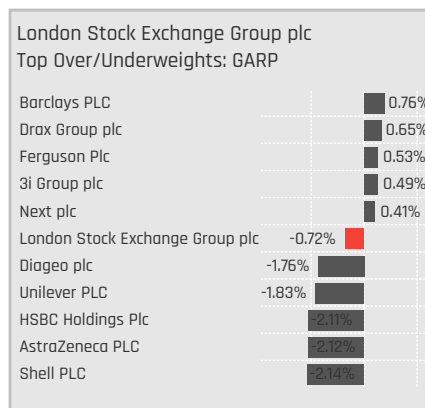 London Stock Exchange Group plc
Top Over/Underweights: GARP
Barclays PLC 0.76%
Drax Group plc 0.65%
Ferguson Plc 0.53%
3i Group plc 0.49%
Next plc 0.41%
London Stock Exchange Group plc -0.72%
Diageo plc -1.76%
Unilever PLC -1.83%
HSBC Holdings Plc -2.11%
AstraZeneca PLC -2.12%
Shell PLC -2.14%